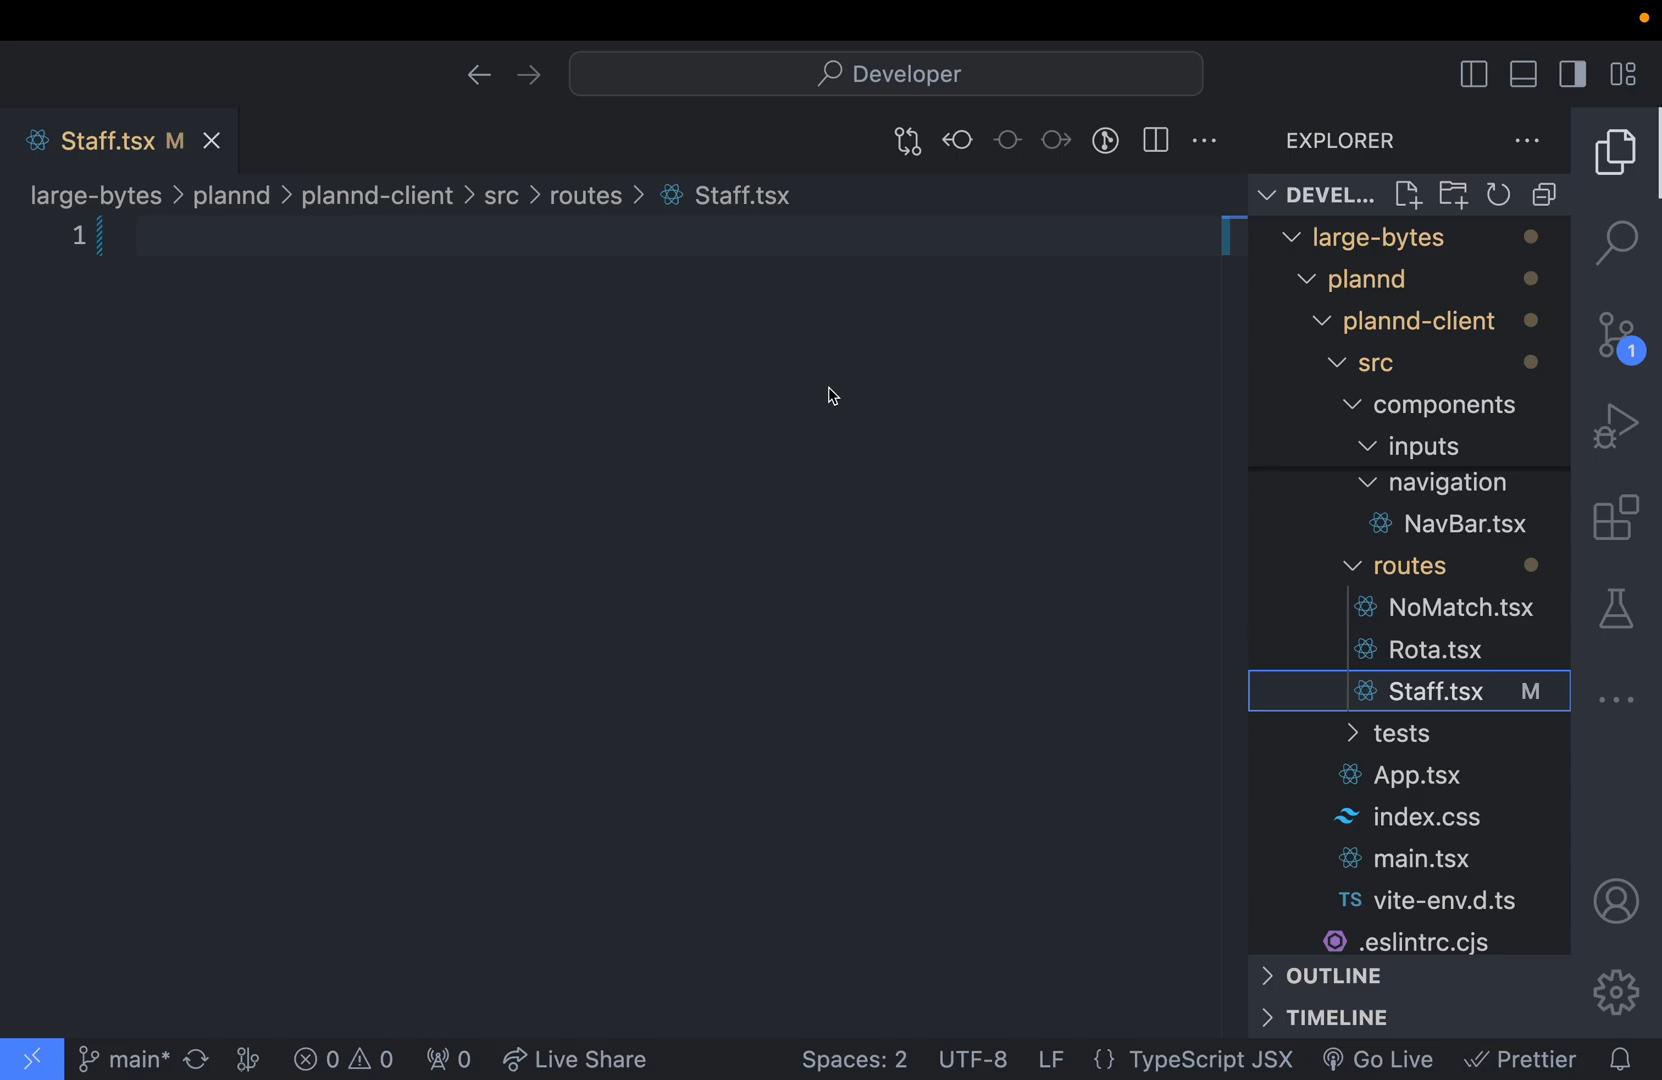 Developer
Staff.tsx M
large-bytes > plannd > plannd-client > src > routes > Staff.tsx
1
EXPLORER
DEVEL...
large-bytes
plannd
plannd-client
src
components
inputs
navigation
NavBar.tsx
routes
NoMatch.tsx
Rota.tsx
Staff.tsx M
tests
App.tsx
index.css
main.tsx
TS vite-env.d.ts
.eslintrc.cjs
OUTLINE
TIMELINE
1
main* 0 0 0 Live Share Spaces: 2 UTF-8 LF {} TypeScript JSX Go Live Prettier